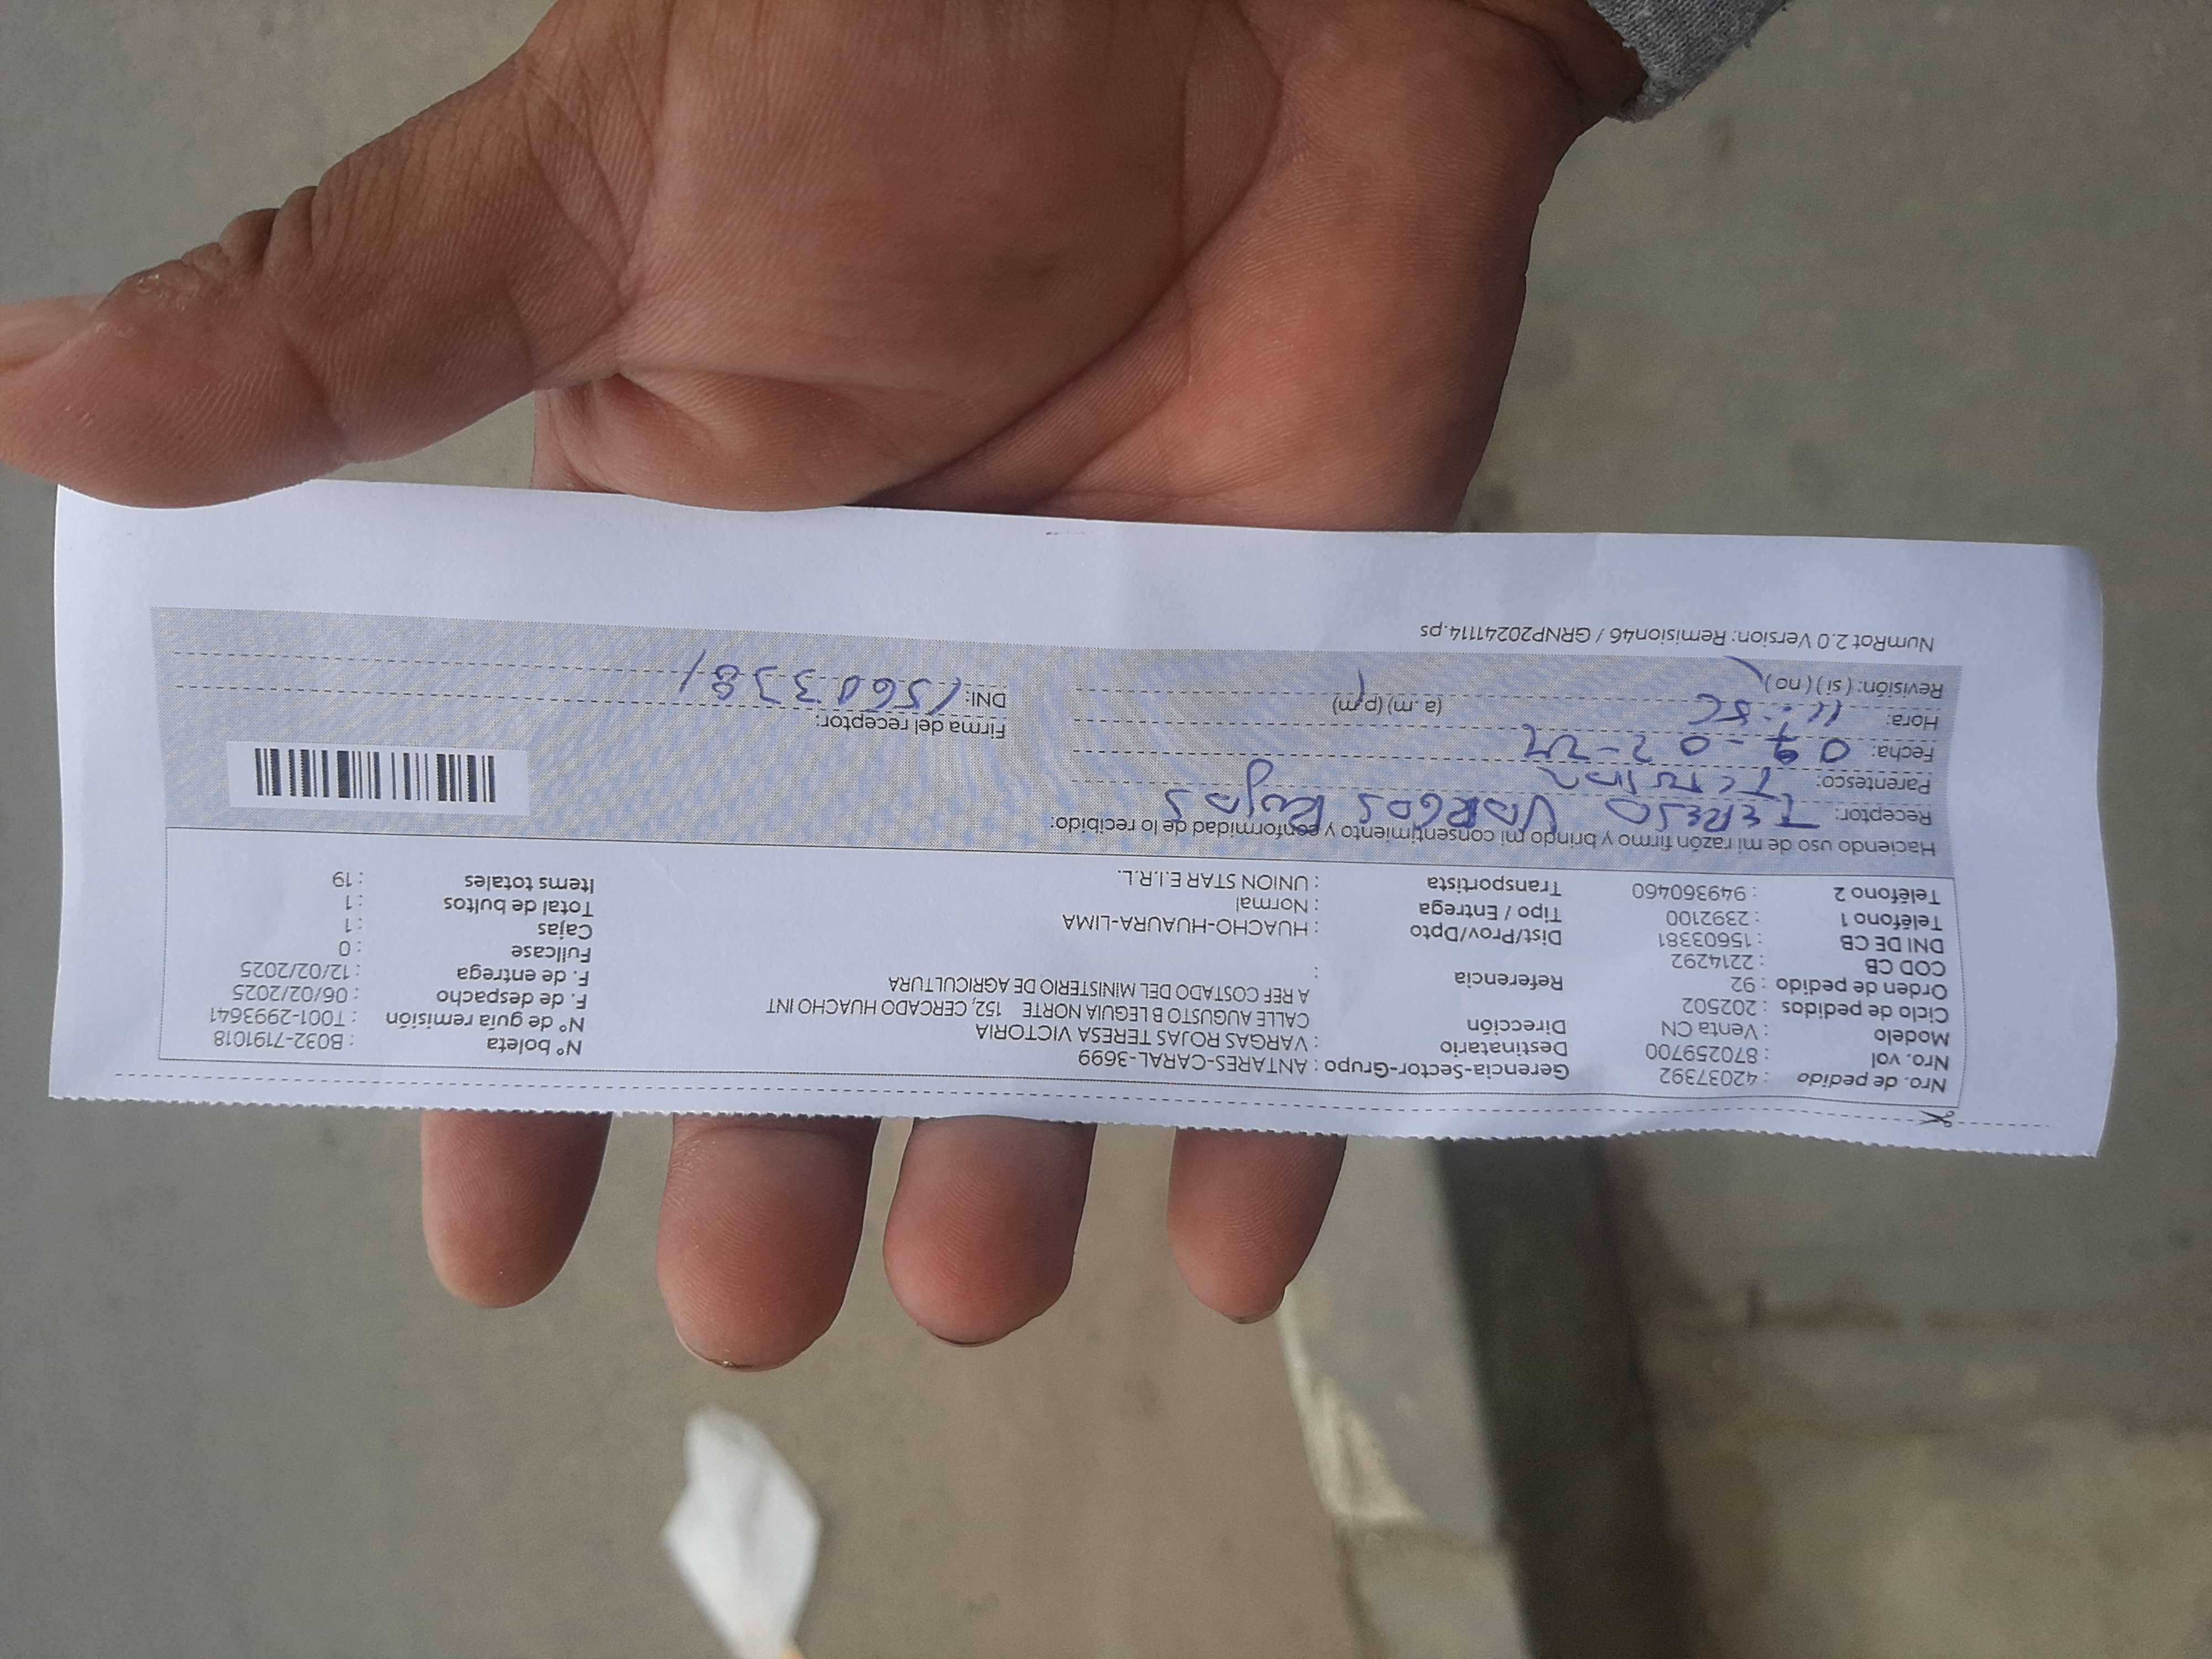 Nro. de pedido : 42037392 Gerencia-Sector-Grupo : ANTARES-CARAL-3699 Nº boleta : B032-7191018
Nro. vol : 870259700 Destinatario : VARGAS ROJAS TERESA VICTORIA Nº de guía remisión : T001-2993641
Modelo : Venta CN Dirección CALLE AUGUSTO B LEGUIA NORTE 152, CERCADO HUACHO INT F. de despacho : 06/02/2025
Ciclo de pedidos : 202502 A REF COSTADO DEL MINISTERIO DE AGRICULTURA F. de entrega : 12/02/2025
Orden de pedido : 92 Referencia : Fullcase : 0
COD CB : 2214292 Dist/Prov/Dpto : HUACHO-HUAURA-LIMA Cajas : 1
DNI DE CB : 15603381 Tipo / Entrega : Normal Total de bultos : 1
Teléfono 1 : 2392100 Transportista : UNION STAR E.I.R.L. Items totales : 19
Teléfono 2 : 949360460
Haciendo uso de mi razón firmo y brindo mi consentimiento y conformidad de lo recibido:
Receptor: TERESA VARGAS Rojas
Parentesco:
Fecha:
Hora: (a.m) (p.m)
Revisión: ( si ) ( no )
Firma del receptor:
DNI: 15603381
NumRot 2.0 Version: Remision46 / GRNP20241114.ps